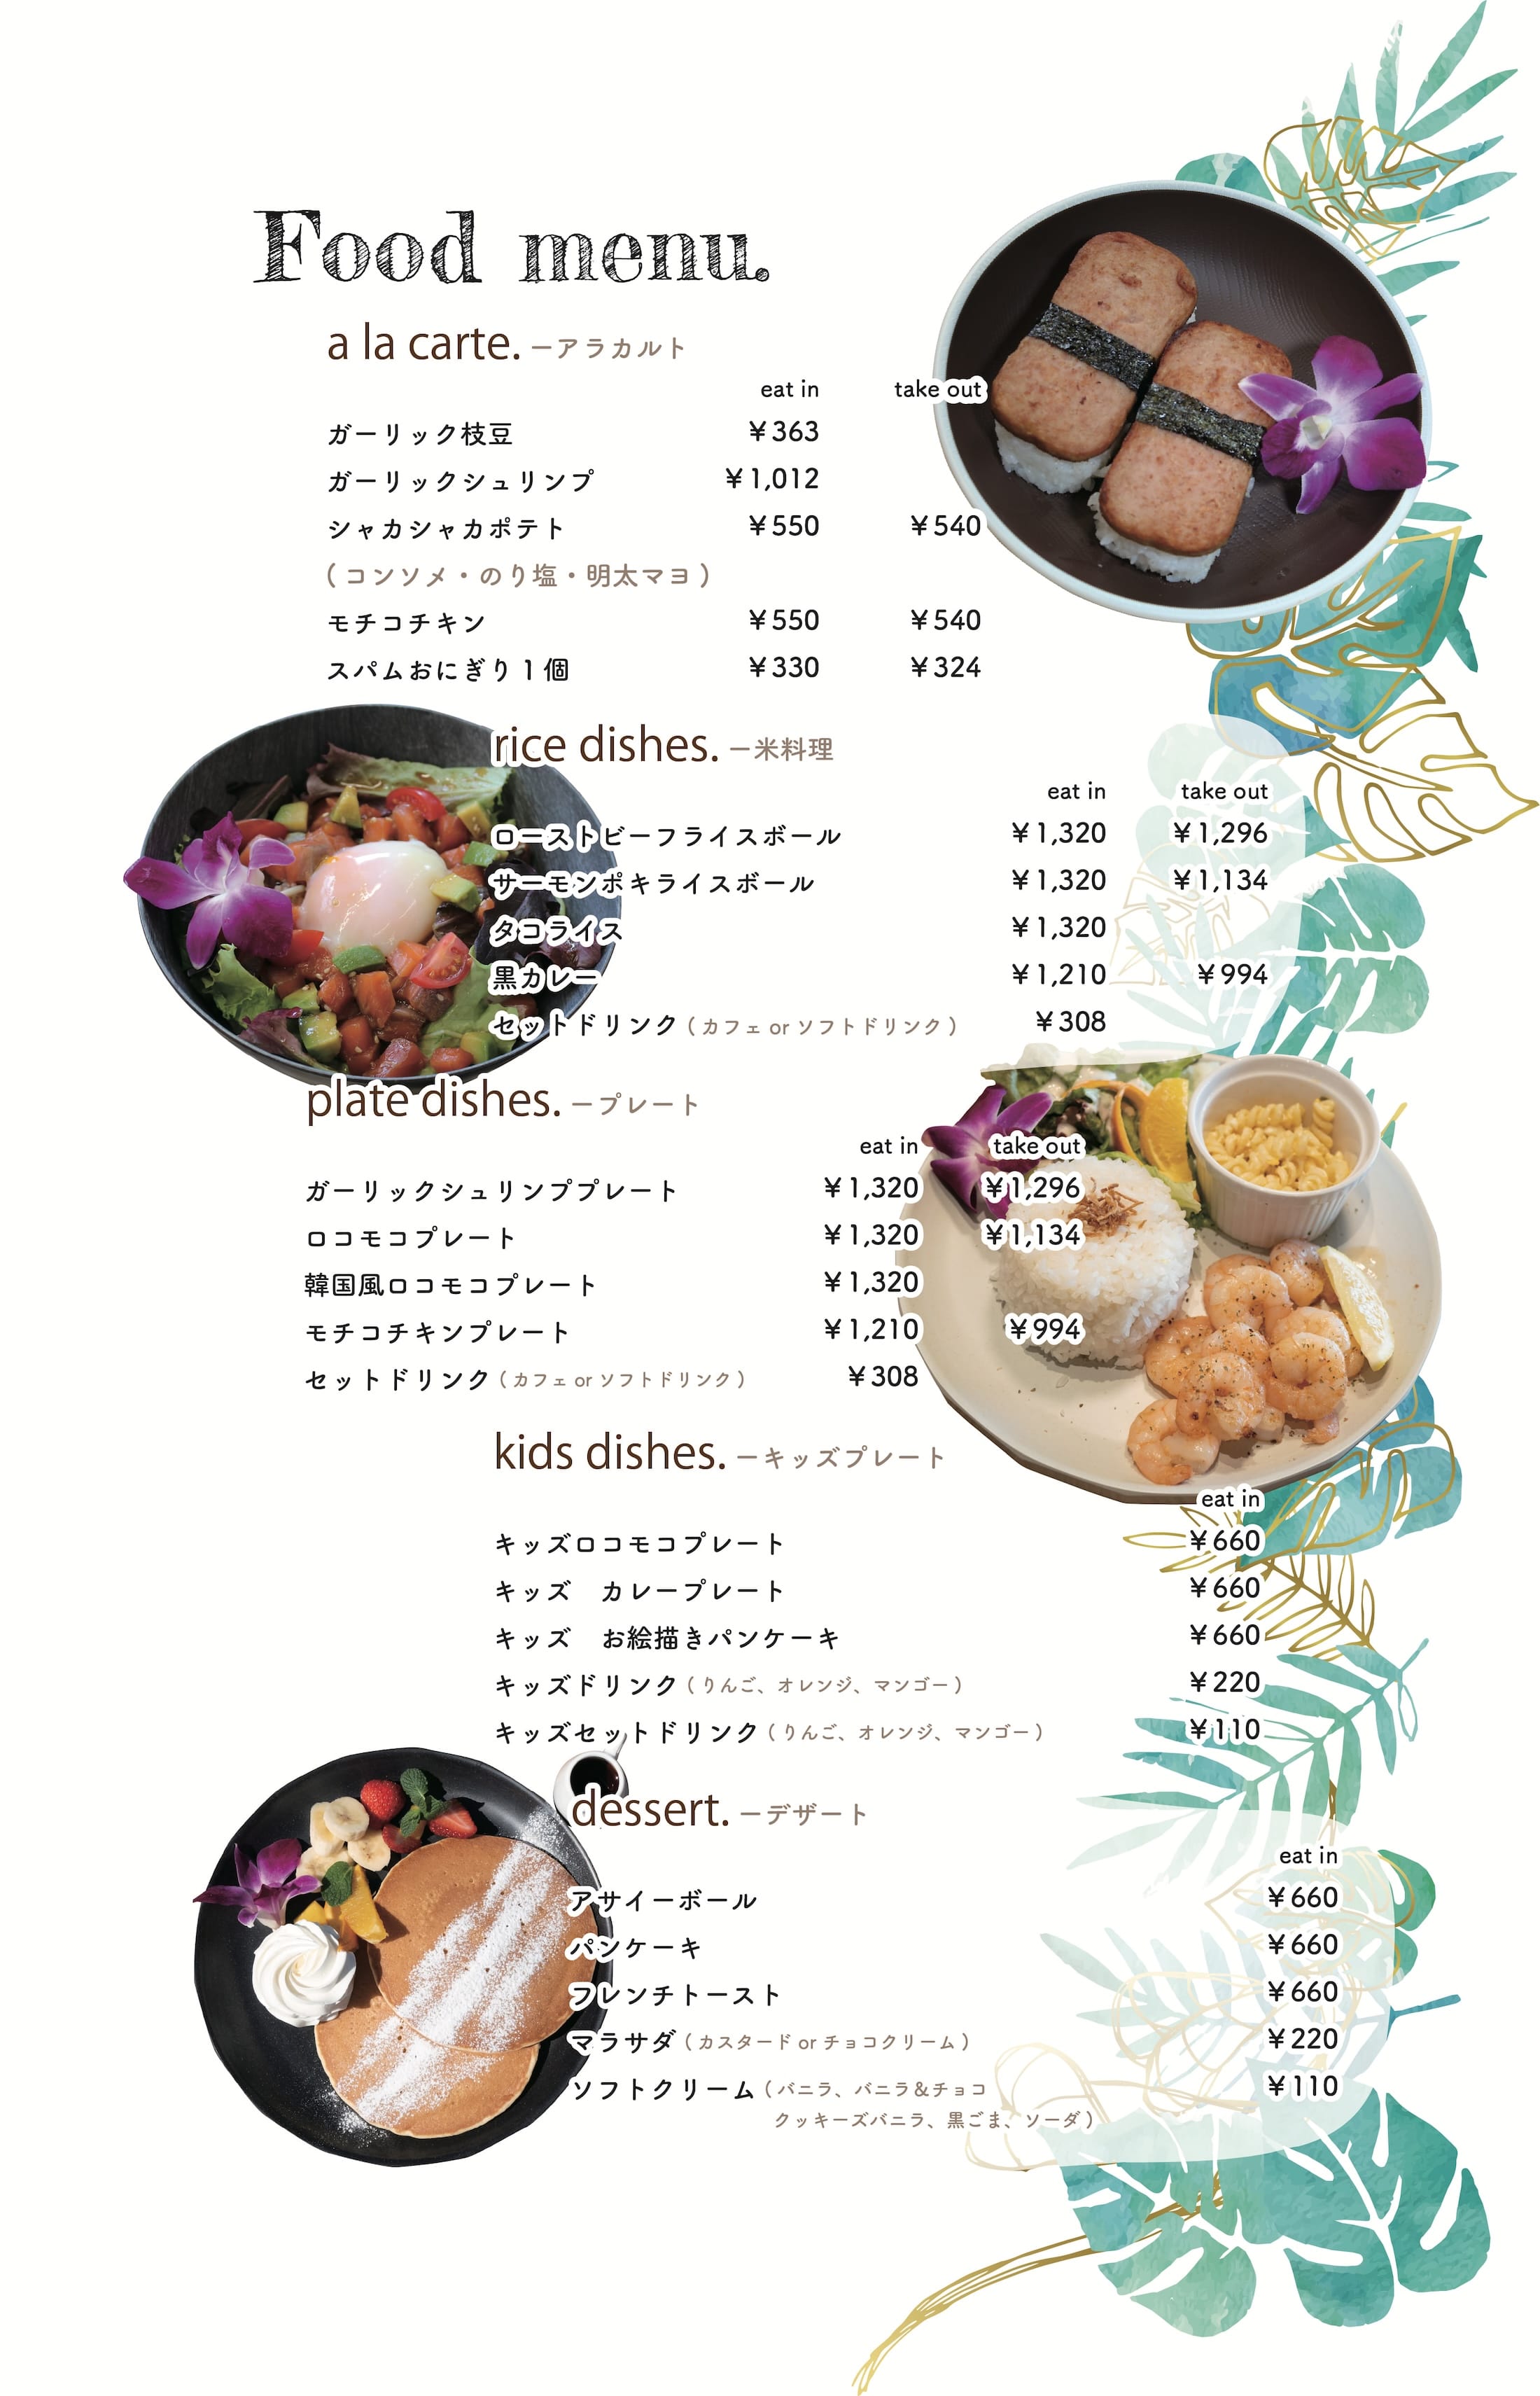 Food menu.
a la carte. ーアラカルト
eat in take out
ガーリック枝豆 ¥363
ガーリックシュリンプ ¥1,012
シャカシャカポテト ¥550 ¥540
（コンソメ・のり塩・明太マヨ）
モチコチキン ¥550 ¥540
スパムおにぎり1個 ¥330 ¥324
rice dishes. ー米料理
eat in take out
ローストビーフライスボール ¥1,320 ¥1,296
サーモンポキライスボール ¥1,320 ¥1,134
タコライス ¥1,320
黒カレー ¥1,210 ¥994
セットドリンク（カフェ or ソフトドリンク） ¥308
plate dishes. ープレート
eat in take out
ガーリックシュリンププレート ¥1,320 ¥1,296
ロコモコプレート ¥1,320 ¥1,134
韓国風ロコモコプレート ¥1,320
モチコチキンプレート ¥1,210 ¥994
セットドリンク（カフェ or ソフトドリンク） ¥308
kids dishes. ーキッズプレート
eat in
キッズロコモコプレート ¥660
キッズ　カレープレート ¥660
キッズ　お絵描きパンケーキ ¥660
キッズドリンク（りんご、オレンジ、マンゴー） ¥220
キッズセットドリンク（りんご、オレンジ、マンゴー） ¥110
dessert. ーデザート
eat in
アサイーボール ¥660
パンケーキ ¥660
フレンチトースト ¥660
マラサダ（カスタード or チョコクリーム） ¥220
ソフトクリーム（バニラ、バニラ＆チョコ ¥110
クッキーズバニラ、黒ごま、ソーダ）